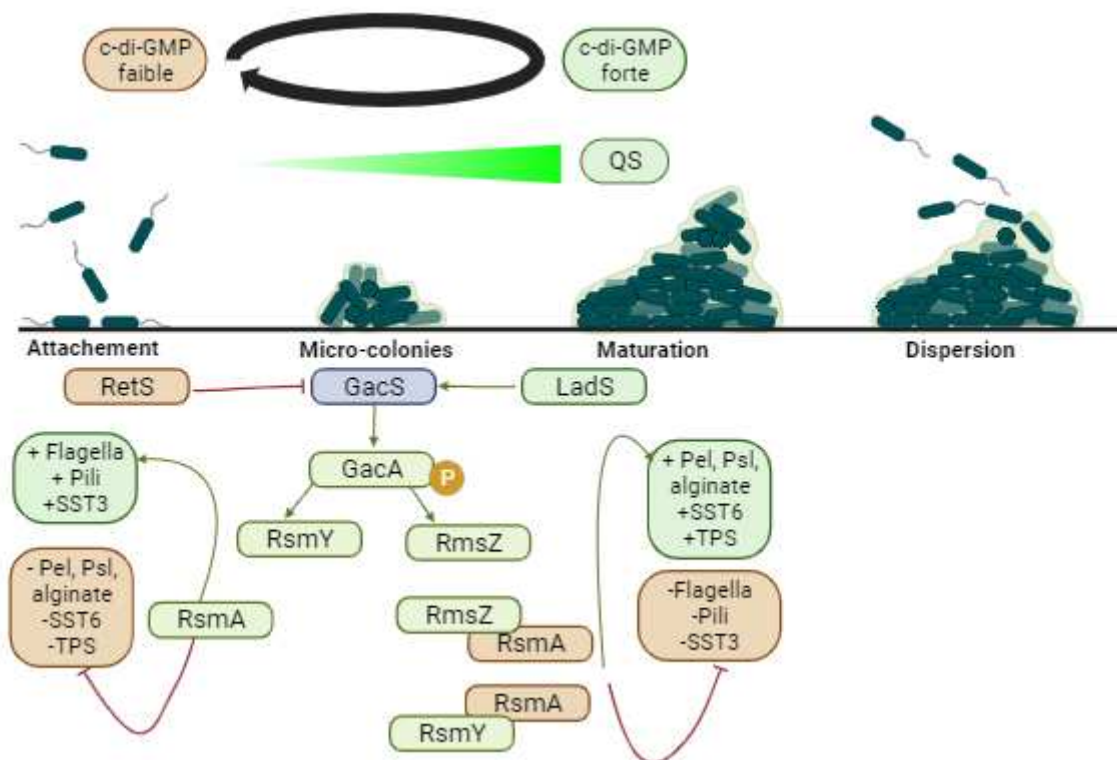 c-di-GMP
faible
c-di-GMP
forte
QS
Attachement
Micro-colonies
Maturation
Dispersion
RetS
GacS
LadS
+ Flagella
+ Pili
+SST3
GacA
P
+ Pel, Psl,
alginate
+SST6
+TPS
RsmY
RmsZ
- Pel, Psl,
alginate
-SST6
-TPS
RsmA
-Flagella
-Pili
-SST3
RmsZ
RsmA
RsmA
RsmY